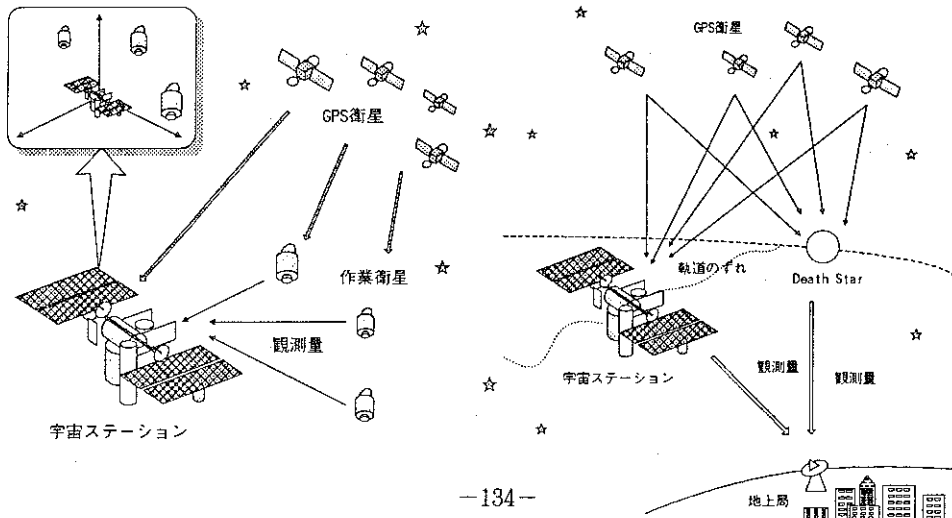 GPS衛星
作業衛星
観測量
宇宙ステーション
GPS衛星
軌道のずれ
Death Star
宇宙ステーション
観測量
観測量
地上局
－134－